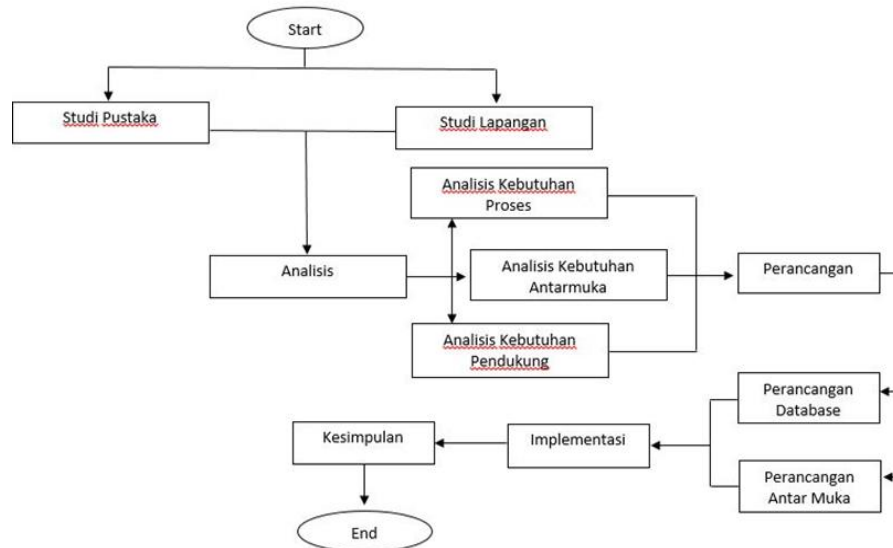 Start
Studi Pustaka
Studi Lapangan
Analisis Kebutuhan
Proses
Analisis
Analisis Kebutuhan
Antarmuka
Perancangan
Analisis Kebutuhan
Pendukung
Perancangan
Database
Kesimpulan
Implementasi
Perancangan
Antar Muka
End